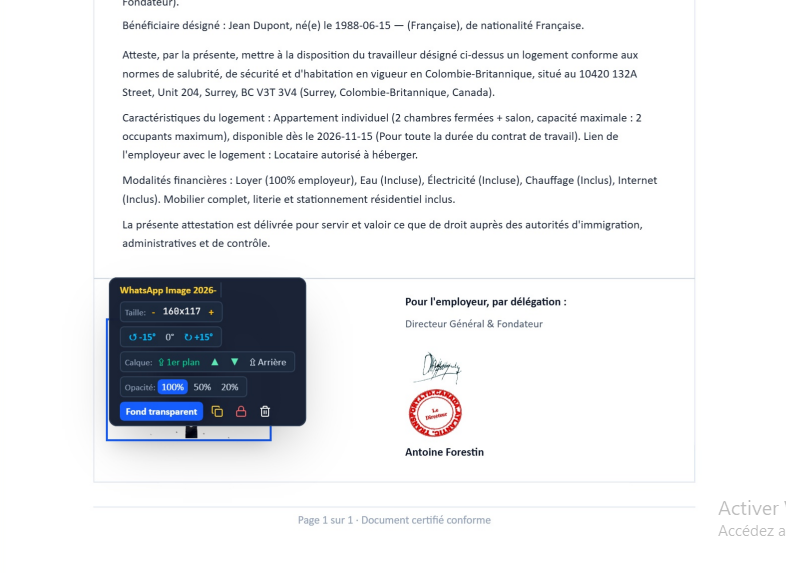 Fondateur).
Bénéficiaire désigné : Jean Dupont, né(e) le 1988-06-15 — (Française), de nationalité Française.
Atteste, par la présente, mettre à la disposition du travailleur désigné ci-dessus un logement conforme aux
normes de salubrité, de sécurité et d'habitation en vigueur en Colombie-Britannique, situé au 10420 132A
Street, Unit 204, Surrey, BC V3T 3V4 (Surrey, Colombie-Britannique, Canada).
Caractéristiques du logement : Appartement individuel (2 chambres fermées + salon, capacité maximale : 2
occupants maximum), disponible dès le 2026-11-15 (Pour toute la durée du contrat de travail). Lien de
l'employeur avec le logement : Locataire autorisé à héberger.
Modalités financières : Loyer (100% employeur), Eau (Incluse), Électricité (Incluse), Chauffage (Inclus), Internet
(Inclus). Mobilier complet, literie et stationnement résidentiel inclus.
La présente attestation est délivrée pour servir et valoir ce que de droit auprès des autorités d'immigration,
administratives et de contrôle.
WhatsApp Image 2026-
Taille: - 160x117 +
↺ -15° 0° ↻ +15°
Calque: ⇧ 1er plan ▲ ▼ ⇧ Arrière
Opacité: 100% 50% 20%
Fond transparent
Pour l'employeur, par délégation :
Directeur Général & Fondateur
Le
Directeur
Antoine Forestin
Page 1 sur 1 · Document certifié conforme
Activer
Accédez a